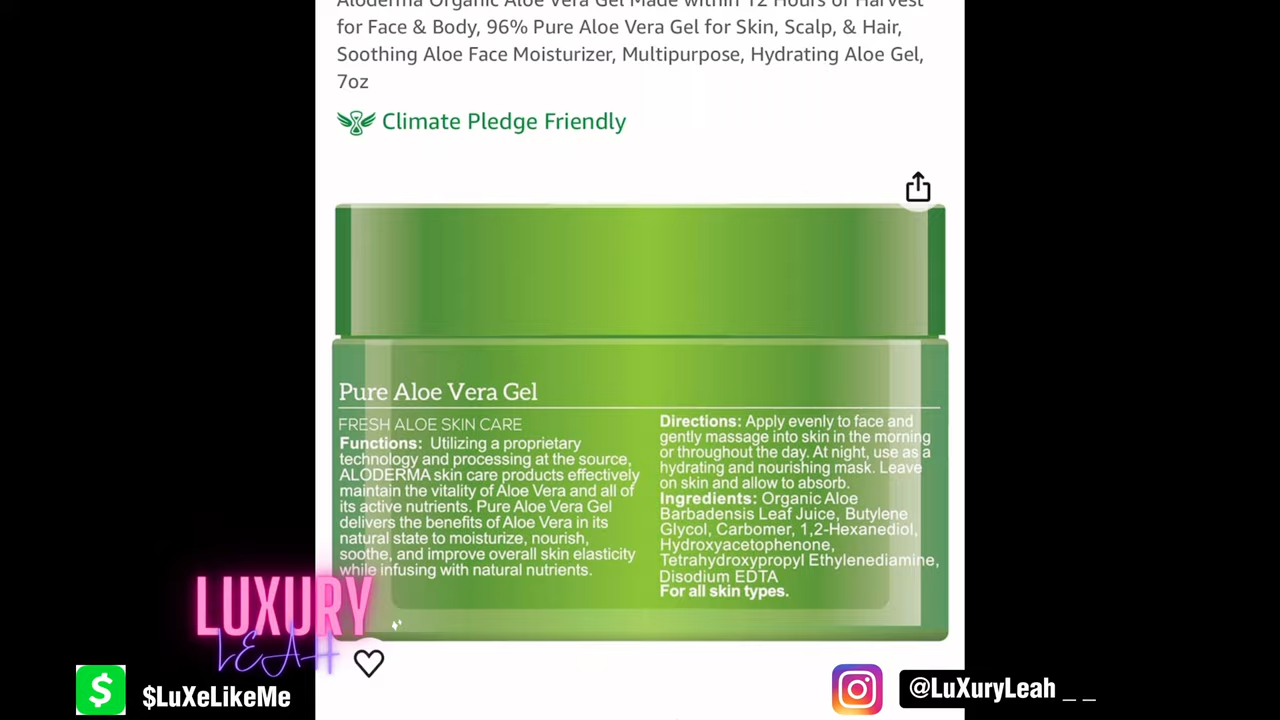 Aloderma Organic Aloe Vera Gel Made within 12 Hours of Harvest
for Face & Body, 96% Pure Aloe Vera Gel for Skin, Scalp, & Hair,
Soothing Aloe Face Moisturizer, Multipurpose, Hydrating Aloe Gel,
7oz
Climate Pledge Friendly
Pure Aloe Vera Gel
FRESH ALOE SKIN CARE
Functions: Utilizing a proprietary
technology and processing at the source,
ALODERMA skin care products effectively
maintain the vitality of Aloe Vera and all of
its active nutrients. Pure Aloe Vera Gel
delivers the benefits of Aloe Vera in its
natural state to moisturize, nourish,
soothe, and improve overall skin elasticity
while infusing with natural nutrients.
Directions: Apply evenly to face and
gently massage into skin in the morning
or throughout the day. At night, use as a
hydrating and nourishing mask. Leave
on skin and allow to absorb.
Ingredients: Organic Aloe
Barbadensis Leaf Juice, Butylene
Glycol, Carbomer, 1,2-Hexanediol,
Hydroxyacetophenone,
Tetrahydroxypropyl Ethylenediamine,
Disodium EDTA
For all skin types.
LUXURY
LEAH
$LuXeLikeMe
@LuXuryLeah _ _